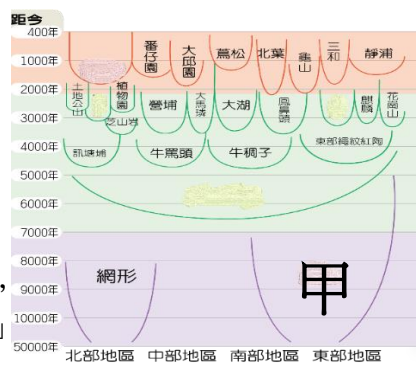 距今
400年
番仔園 大邱園 蔦松 北葉 龜山 三和 靜浦
1000年
2000年
土地公山 植物園 營埔 大馬璘 大湖 鳳鼻頭 麒麟 花崗山
3000年
芝山岩
訊塘埔 牛罵頭 牛稠子 東部繩紋紅陶
4000年
5000年
6000年
7000年
8000年
網形 甲
9000年
10000年
50000年
北部地區 中部地區 南部地區 東部地區
，
」